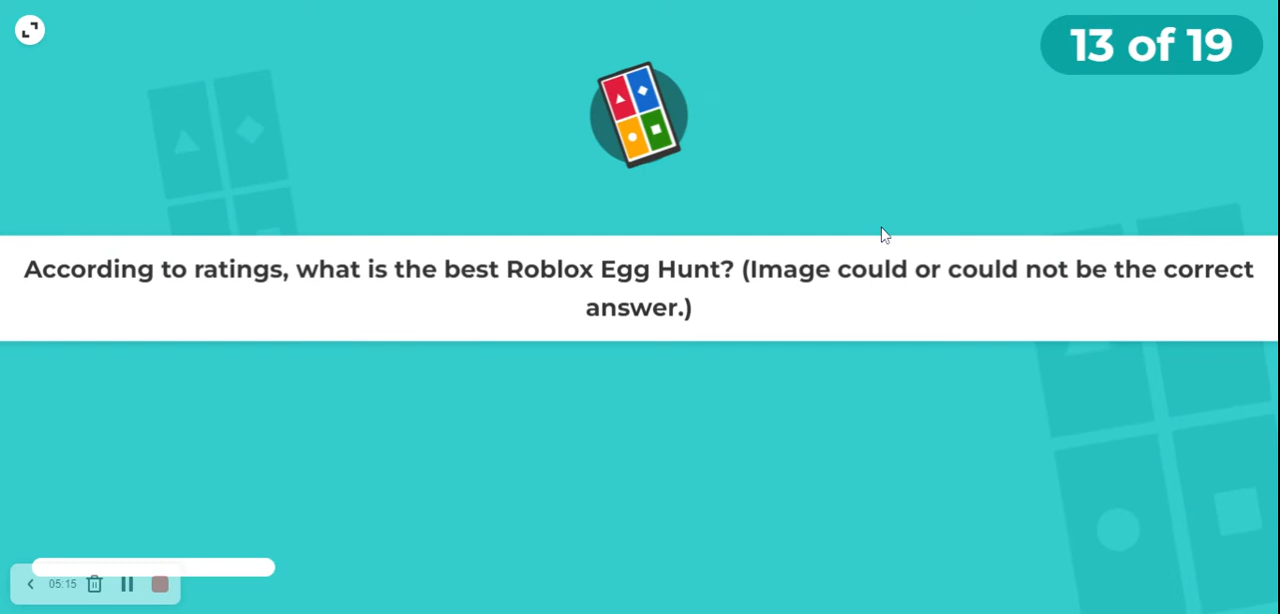 13 of 19
According to ratings, what is the best Roblox Egg Hunt? (Image could or could not be the correct
answer.)
05:15